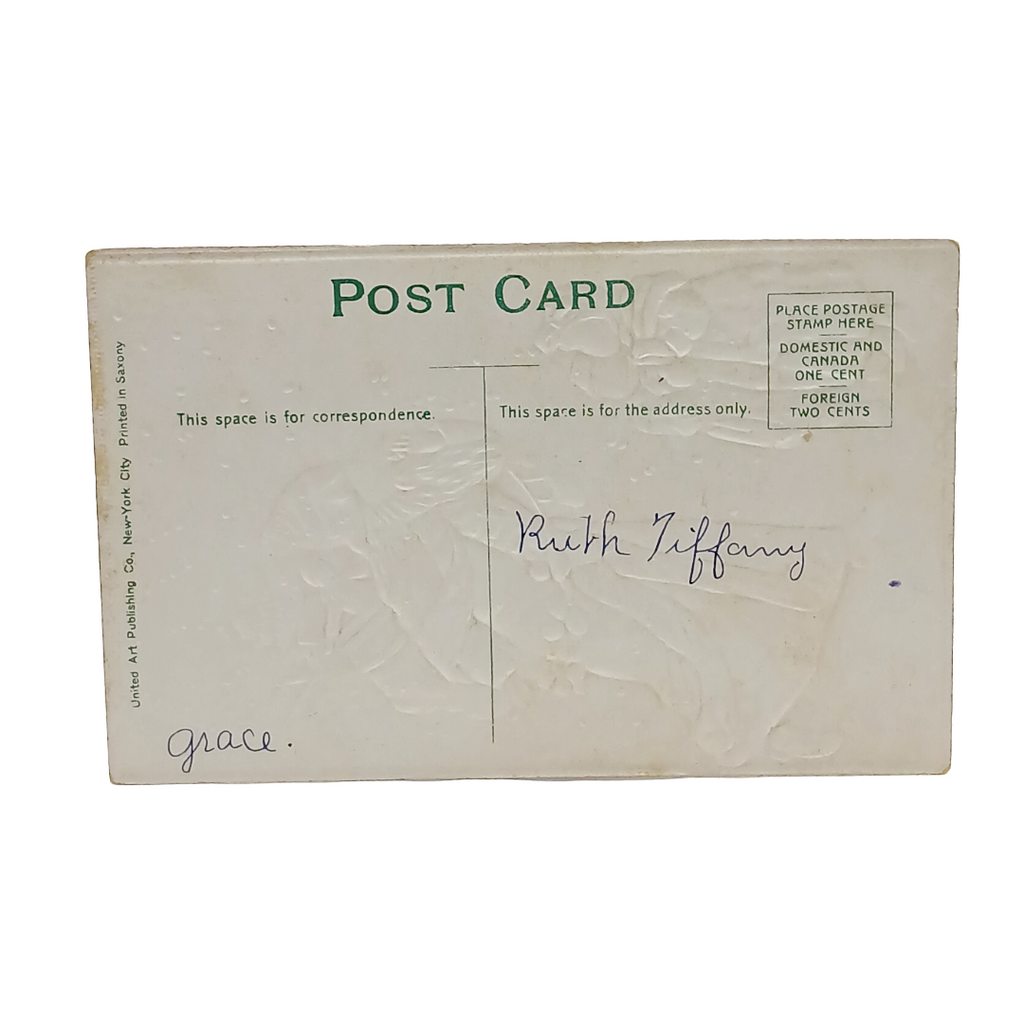 POST CARD
PLACE POSTAGE
STAMP HERE
DOMESTIC AND
CANADA
ONE CENT
FOREIGN
TWO CENTS
This space is for correspondence.
This space is for the address only.
United Art Publishing Co., New-York City Printed in Saxony
Ruth Tiffany
grace.